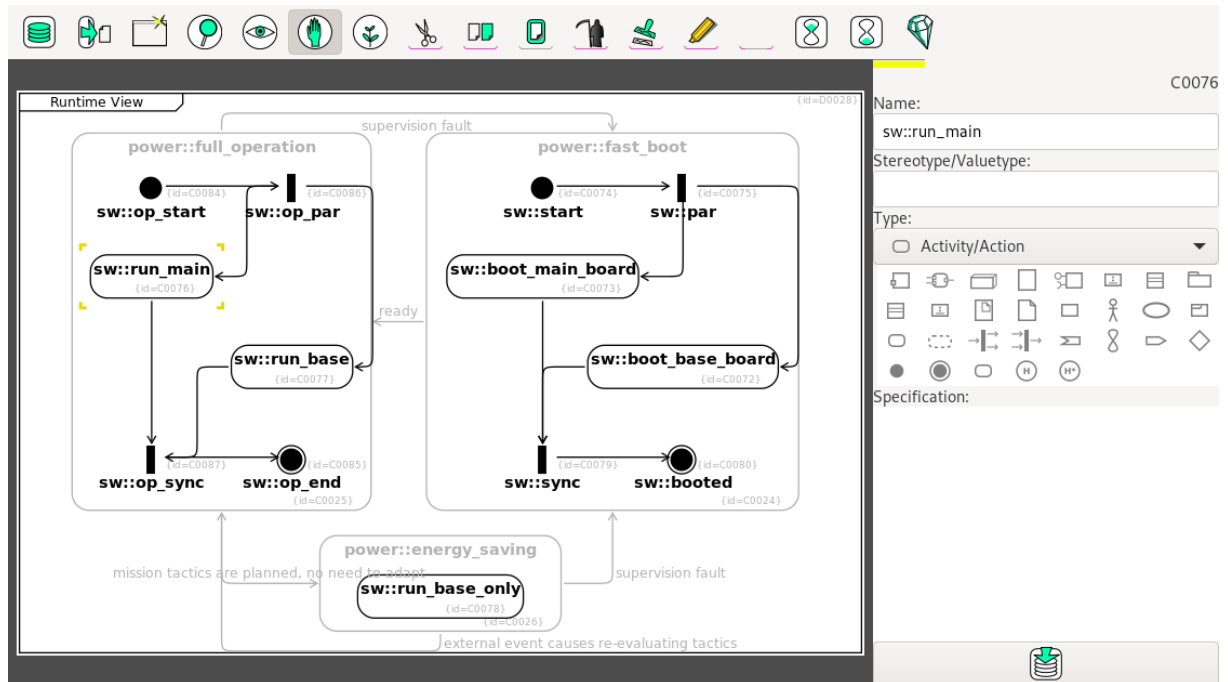 C0076
Runtime View
{id=D0028}
Name:
supervision fault
sw::run_main
power::full_operation
power::fast_boot
Stereotype/Valuetype:
{id=C0084}
{id=C0086}
{id=C0074}
{id=C0075}
sw::op_start
sw::op_par
sw::start
sw::par
Type:
Activity/Action
sw::run_main
{id=C0076}
sw::boot_main_board
{id=C0073}
ready
sw::run_base
{id=C0077}
sw::boot_base_board
{id=C0072}
Specification:
{id=C0087}
{id=C0085}
{id=C0079}
{id=C0080}
sw::op_sync
sw::op_end
sw::sync
sw::booted
{id=C0025}
{id=C0024}
power::energy_saving
mission tactics are planned, no need to adapt
supervision fault
sw::run_base_only
{id=C0078}
{id=C0026}
external event causes re-evaluating tactics